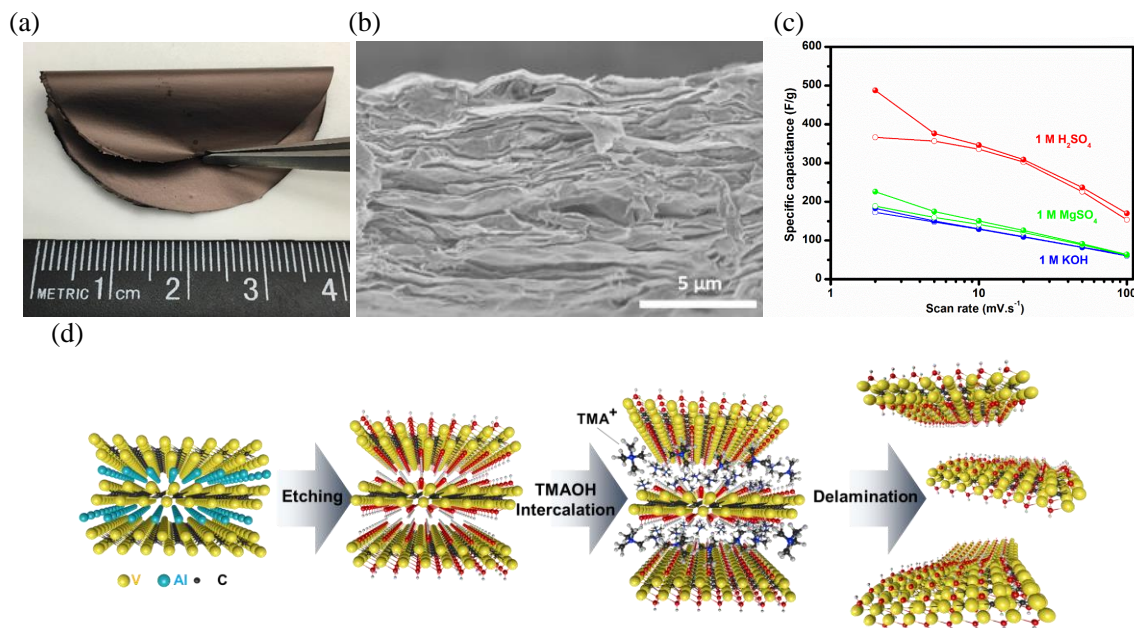 (a)
(b)
(c)
METRIC 1 cm 2 3 4
5 μm
Specific capacitance (F/g)
600
500
400
300
200
100
0
1 M H₂SO₄
1 M MgSO₄
1 M KOH
1 10 100
Scan rate (mV.s⁻¹)
(d)
Etching
TMAOH
Intercalation
TMA⁺
Delamination
V Al C